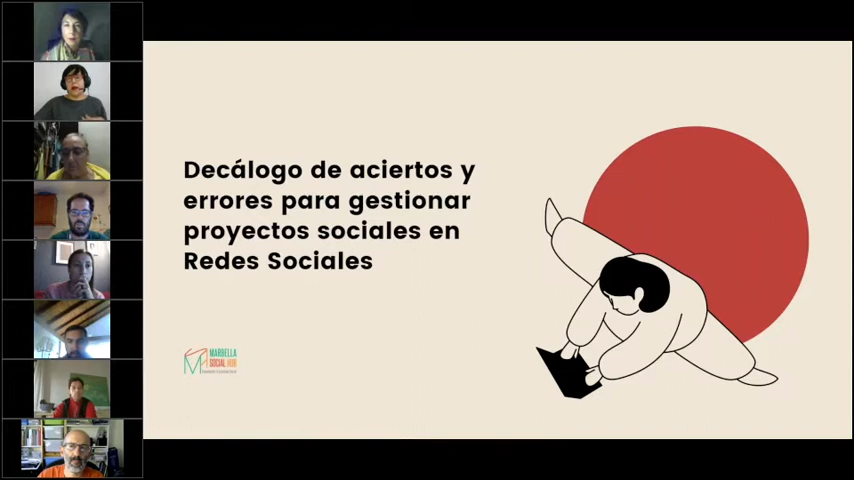 Decálogo de aciertos y
errores para gestionar
proyectos sociales en
Redes Sociales
MARBELLA
SOCIAL HUB